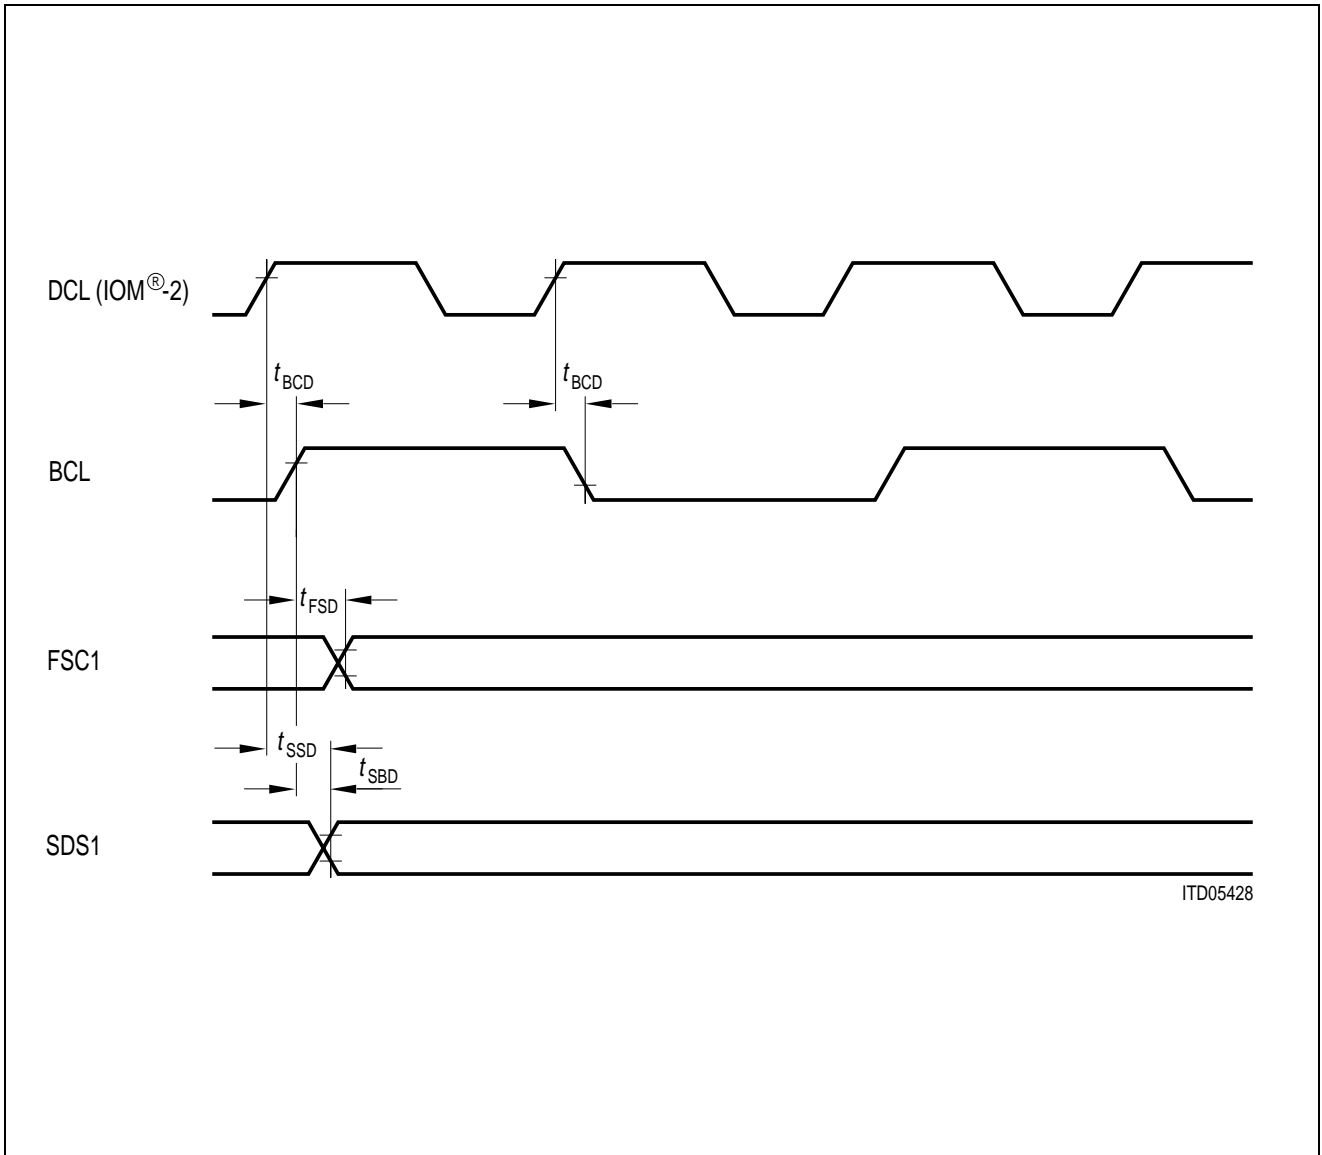 DCL (IOM®-2)
tBCD
tBCD
BCL
tFSD
FSC1
tSSD
tSBD
SDS1
ITD05428